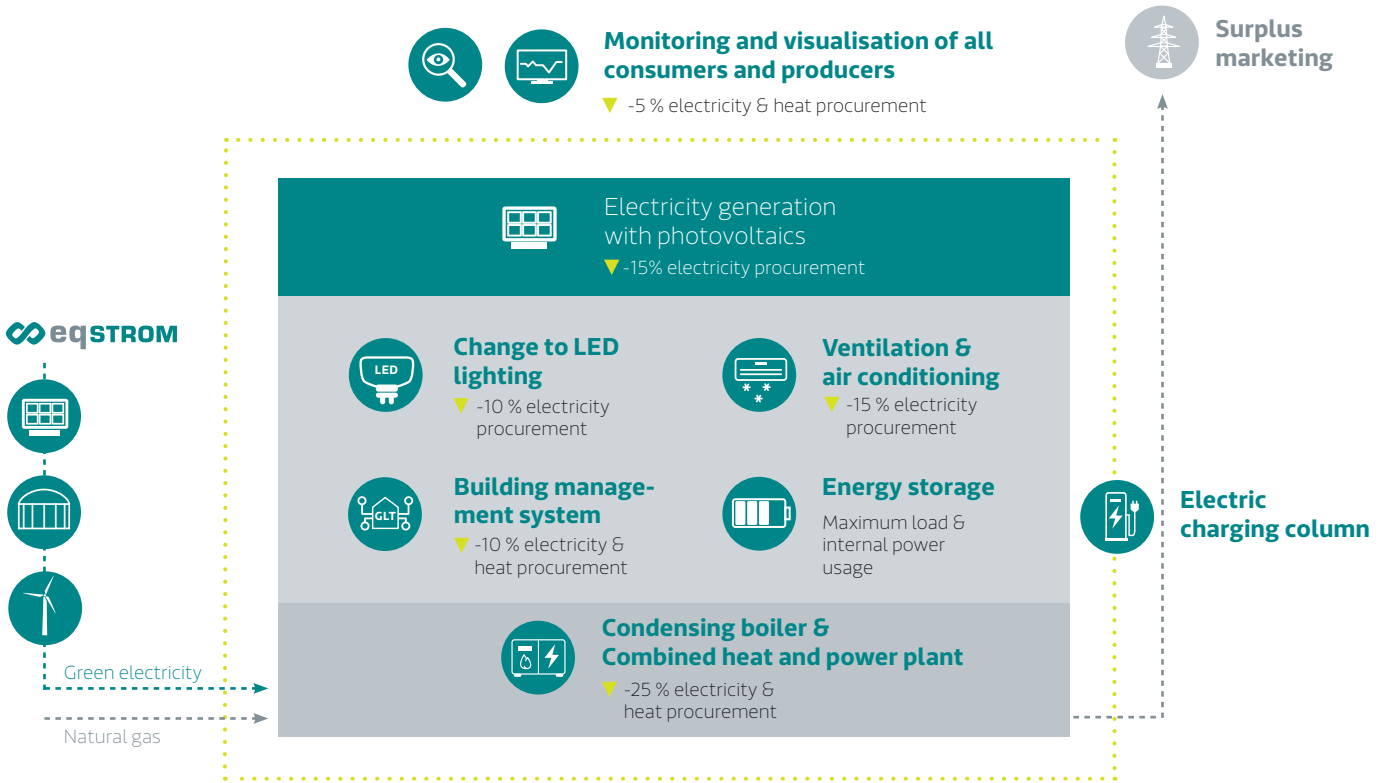 Monitoring and visualisation of all
consumers and producers
-5 % electricity & heat procurement
Surplus
marketing
Electricity generation
with photovoltaics
-15% electricity procurement
eqSTROM
LED
Change to LED
lighting
-10 % electricity
procurement
Ventilation &
air conditioning
-15 % electricity
procurement
GLT
Building manage-
ment system
-10 % electricity &
heat procurement
Energy storage
Maximum load &
internal power
usage
Electric
charging column
Condensing boiler &
Combined heat and power plant
-25 % electricity &
heat procurement
Green electricity
Natural gas